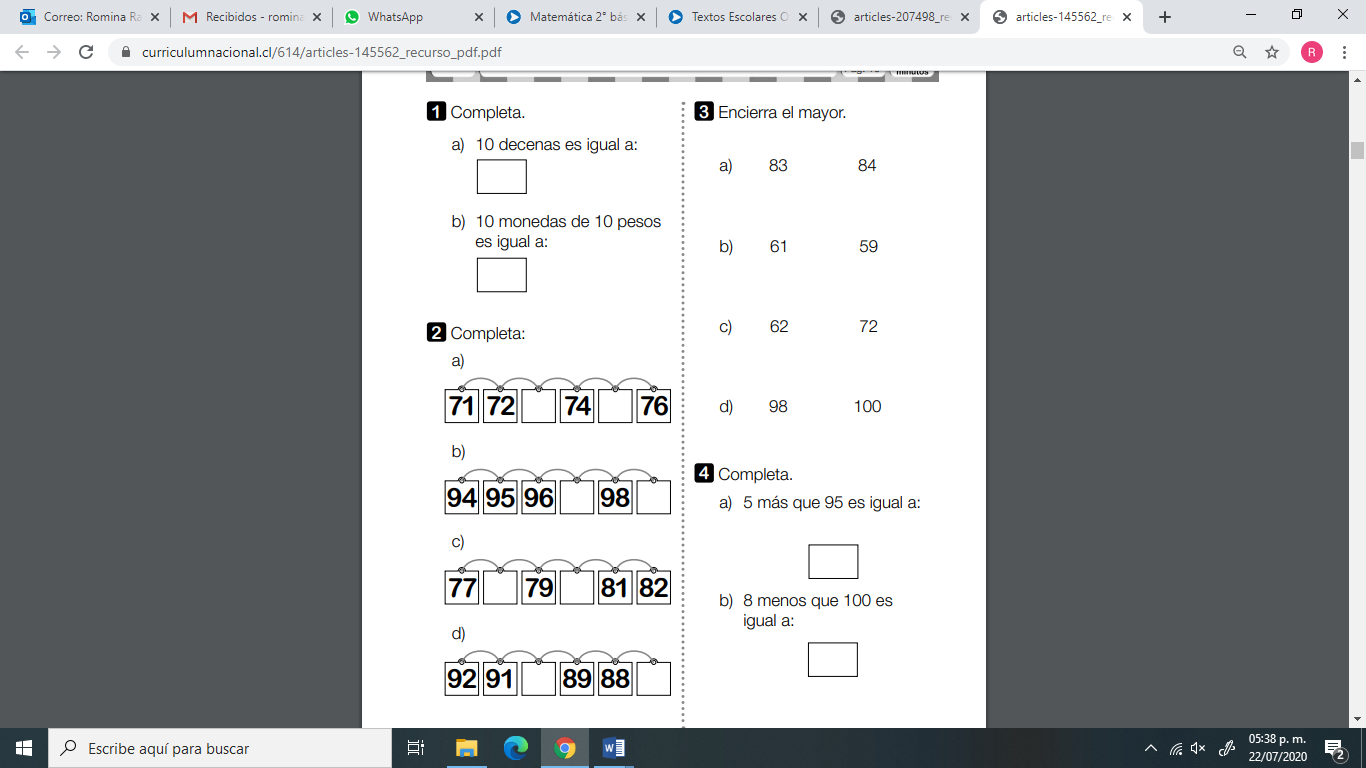 Correo: Romina Ra
Recibidos - romina
WhatsApp
Matemática 2° bás
Textos Escolares O
articles-207498_re
articles-145562_re
curriculumnacional.cl/614/articles-145562_recurso_pdf.pdf
R
minutos
1 Completa.
a) 10 decenas es igual a:
b) 10 monedas de 10 pesos
es igual a:
2 Completa:
a)
71 72 74 76
b)
94 95 96 98
c)
77 79 81 82
d)
92 91 89 88
3 Encierra el mayor.
a) 83 84
b) 61 59
c) 62 72
d) 98 100
4 Completa.
a) 5 más que 95 es igual a:
b) 8 menos que 100 es
igual a:
Escribe aquí para buscar
05:38 p. m.
22/07/2020
2